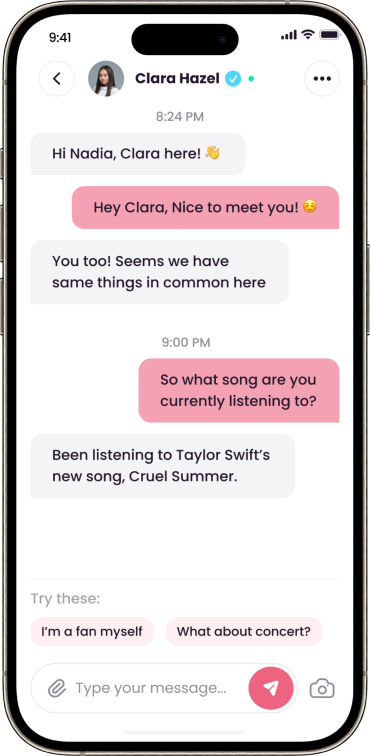 9:41
Clara Hazel
8:24 PM
Hi Nadia, Clara here! 👋
Hey Clara, Nice to meet you! ☺️
You too! Seems we have
same things in common here
9:00 PM
So what song are you
currently listening to?
Been listening to Taylor Swift’s
new song, Cruel Summer.
Try these:
I’m a fan myself
What about concert?
Type your message...